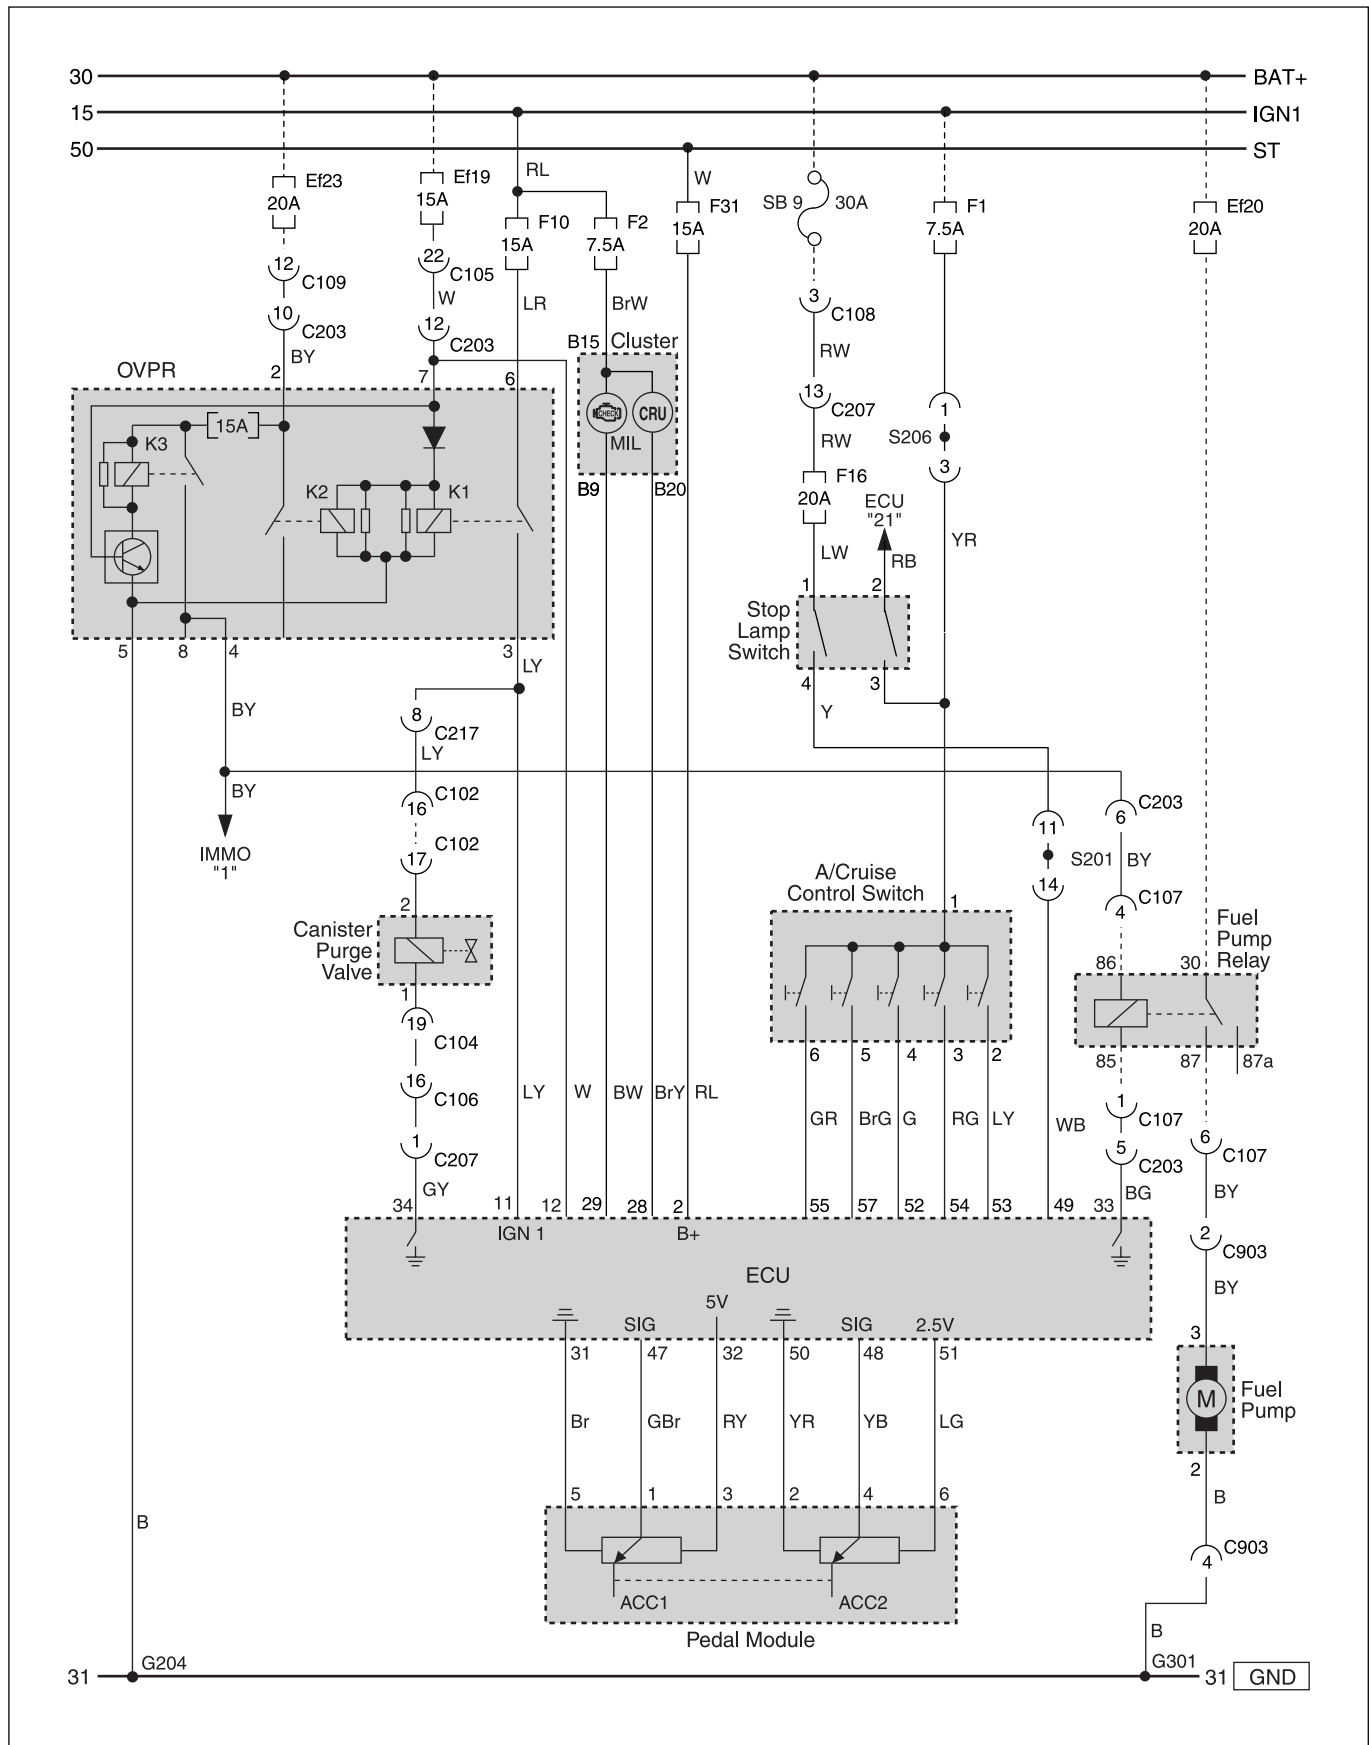 30 BAT+
15 IGN1
50 ST
Ef23
20A
Ef19
15A
RL
F10
15A
F2
7.5A
W
F31
15A
SB 9 30A
F1
7.5A
Ef20
20A
12
C109
22
C105
W
LR
BrW
3
C108
10
C203
12
C203
BY
B15 Cluster
RW
OVPR
2
7
6
13
C207
1
S206
3
15A
K3
CHECK
CRU
MIL
RW
F16
20A
ECU
"21"
K2
K1
B9
B20
LW
RB
YR
1
2
Stop
Lamp
Switch
5
8
4
3
LY
4
3
BY
8
C217
LY
Y
BY
IMMO
"1"
C102
16
C102
17
C203
6
11
S201
14
BY
A/Cruise
Control Switch
C107
4
2
1
Canister
Purge
Valve
1
Fuel
Pump
Relay
86
30
19
C104
6
5
4
3
2
85
87
87a
16
C106
LY
W
BW
BrY
RL
GR
BrG
G
RG
LY
WB
1
C107
1
C207
5
C203
6
C107
GY
BG
BY
34
11
12
29
28
2
55
57
52
54
53
49
33
2
C903
IGN 1
B+
ECU
BY
5V
SIG
SIG
2.5V
31
47
32
50
48
51
3
M
Fuel
Pump
Br
GBr
RY
YR
YB
LG
2
5
1
3
2
4
6
B
B
C903
4
ACC1
ACC2
Pedal Module
B
31
G204
G301
31
GND